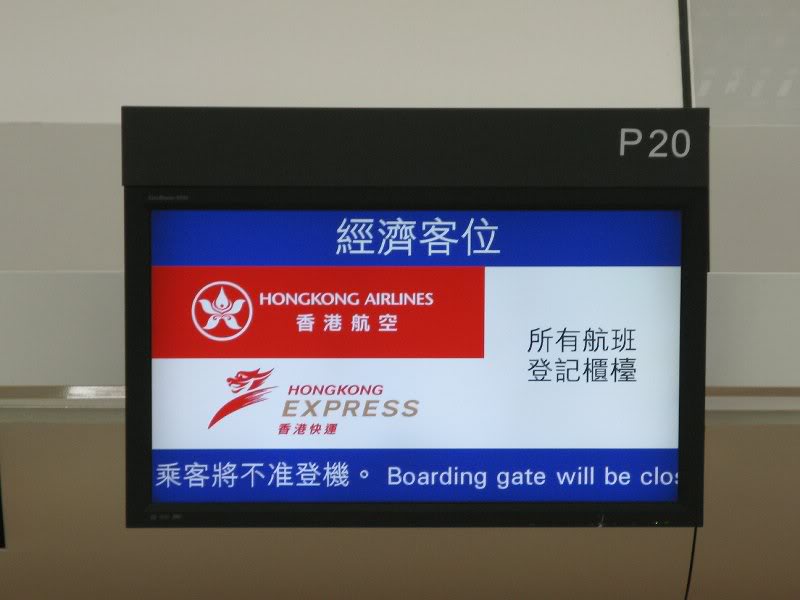 P20
經濟客位
HONGKONG AIRLINES
香港航空
所有航班
登記櫃檯
HONGKONG
EXPRESS
香港快運
乘客將不准登機。 Boarding gate will be clos